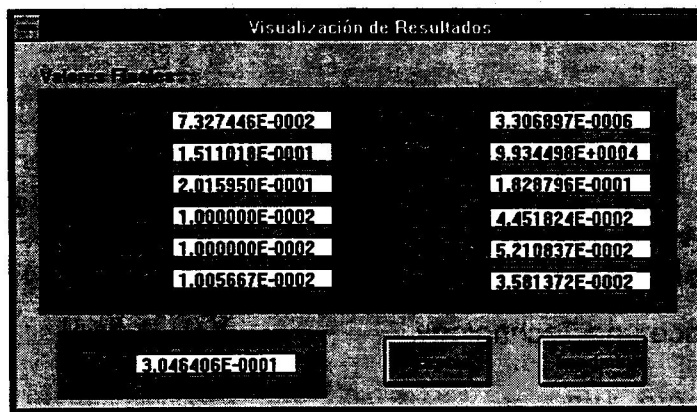 Visualización de Resultados
Valores Finales
7.327446E-0002 3.306897E-0006
1.511018E-0001 9.934498E+0004
2.015950E-0001 1.828796E-0001
1.000000E-0002 4.451824E-0002
1.000000E-0002 5.210837E-0002
1.005667E-0002 3.581372E-0002
3.046406E-0001